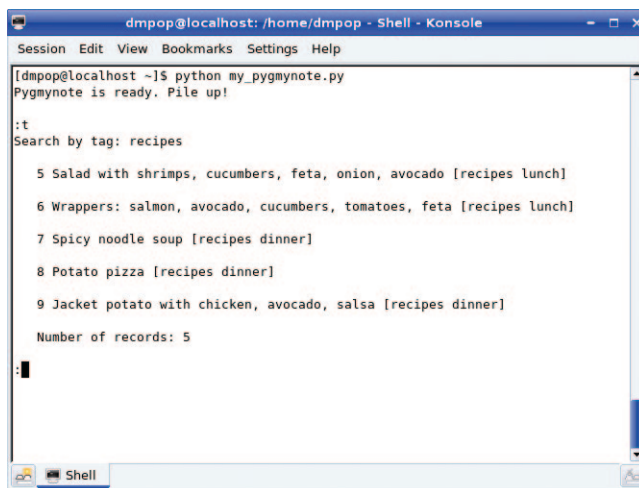 dmpop@localhost: /home/dmpop - Shell - Konsole
Session Edit View Bookmarks Settings Help
[dmpop@localhost ~]$ python my_pygmynote.py
Pygmynote is ready. Pile up!
:t
Search by tag: recipes
5 Salad with shrimps, cucumbers, feta, onion, avocado [recipes lunch]
6 Wrappers: salmon, avocado, cucumbers, tomatoes, feta [recipes lunch]
7 Spicy noodle soup [recipes dinner]
8 Potato pizza [recipes dinner]
9 Jacket potato with chicken, avocado, salsa [recipes dinner]
Number of records: 5
:
Shell